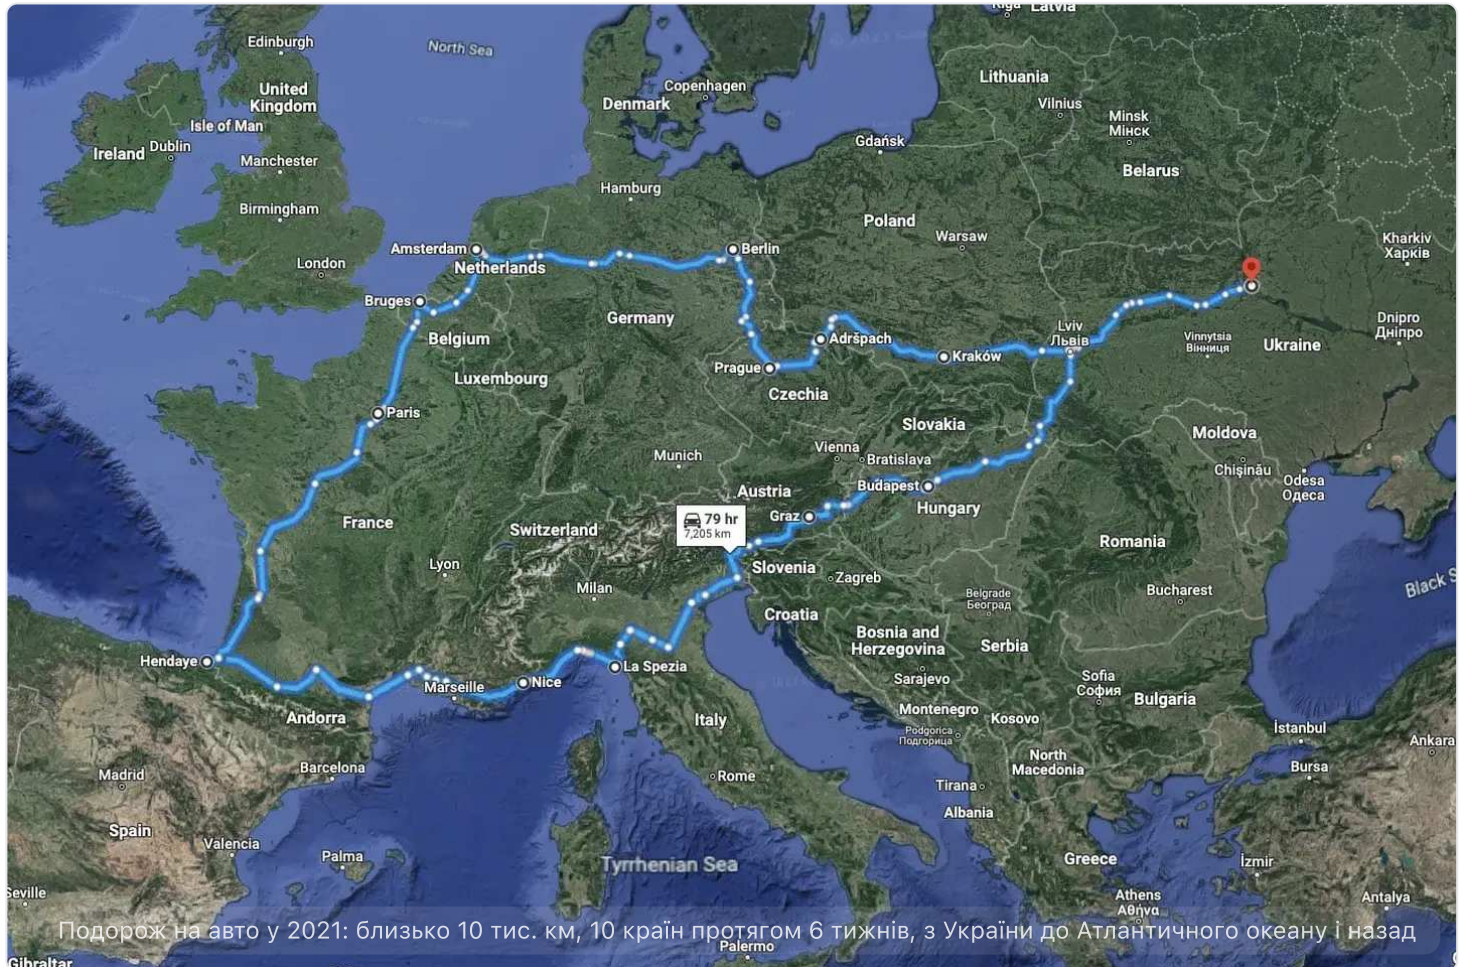 Riga
Latvia
Edinburgh
North Sea
United
Kingdom
Isle of Man
Ireland
Dublin
Manchester
Birmingham
London
Denmark
Copenhagen
Lithuania
Vilnius
Minsk
Мінск
Belarus
Gdańsk
Hamburg
Poland
Warsaw
Kharkiv
Харків
Amsterdam
Netherlands
Berlin
Bruges
Belgium
Germany
Luxembourg
Adršpach
Prague
Czechia
Kraków
Lviv
Львів
Vinnytsia
Вінниця
Ukraine
Dnipro
Дніпро
Paris
Slovakia
Moldova
Vienna
Bratislava
Munich
Chișinău
Odesa
Одеса
Budapest
Austria
Hungary
Graz
79 hr
7,205 km
France
Switzerland
Romania
Slovenia
Zagreb
Lyon
Milan
Croatia
Belgrade
Београд
Bucharest
Black S
Bosnia and
Herzegovina
Serbia
Hendaye
La Spezia
Nice
Marseille
Sarajevo
Sofia
София
Bulgaria
Andorra
Italy
Montenegro
Kosovo
Podgorica
Подгорица
İstanbul
Ankara
North
Macedonia
Bursa
Barcelona
Madrid
Rome
Tirana
Albania
Spain
Valencia
Palma
Tyrrhenian Sea
Greece
İzmir
Seville
Athens
Αθήνα
Antalya
Подорож на авто у 2021: близько 10 тис. км, 10 країн протягом 6 тижнів, з України до Атлантичного океану і назад
Palermo
Gibraltar